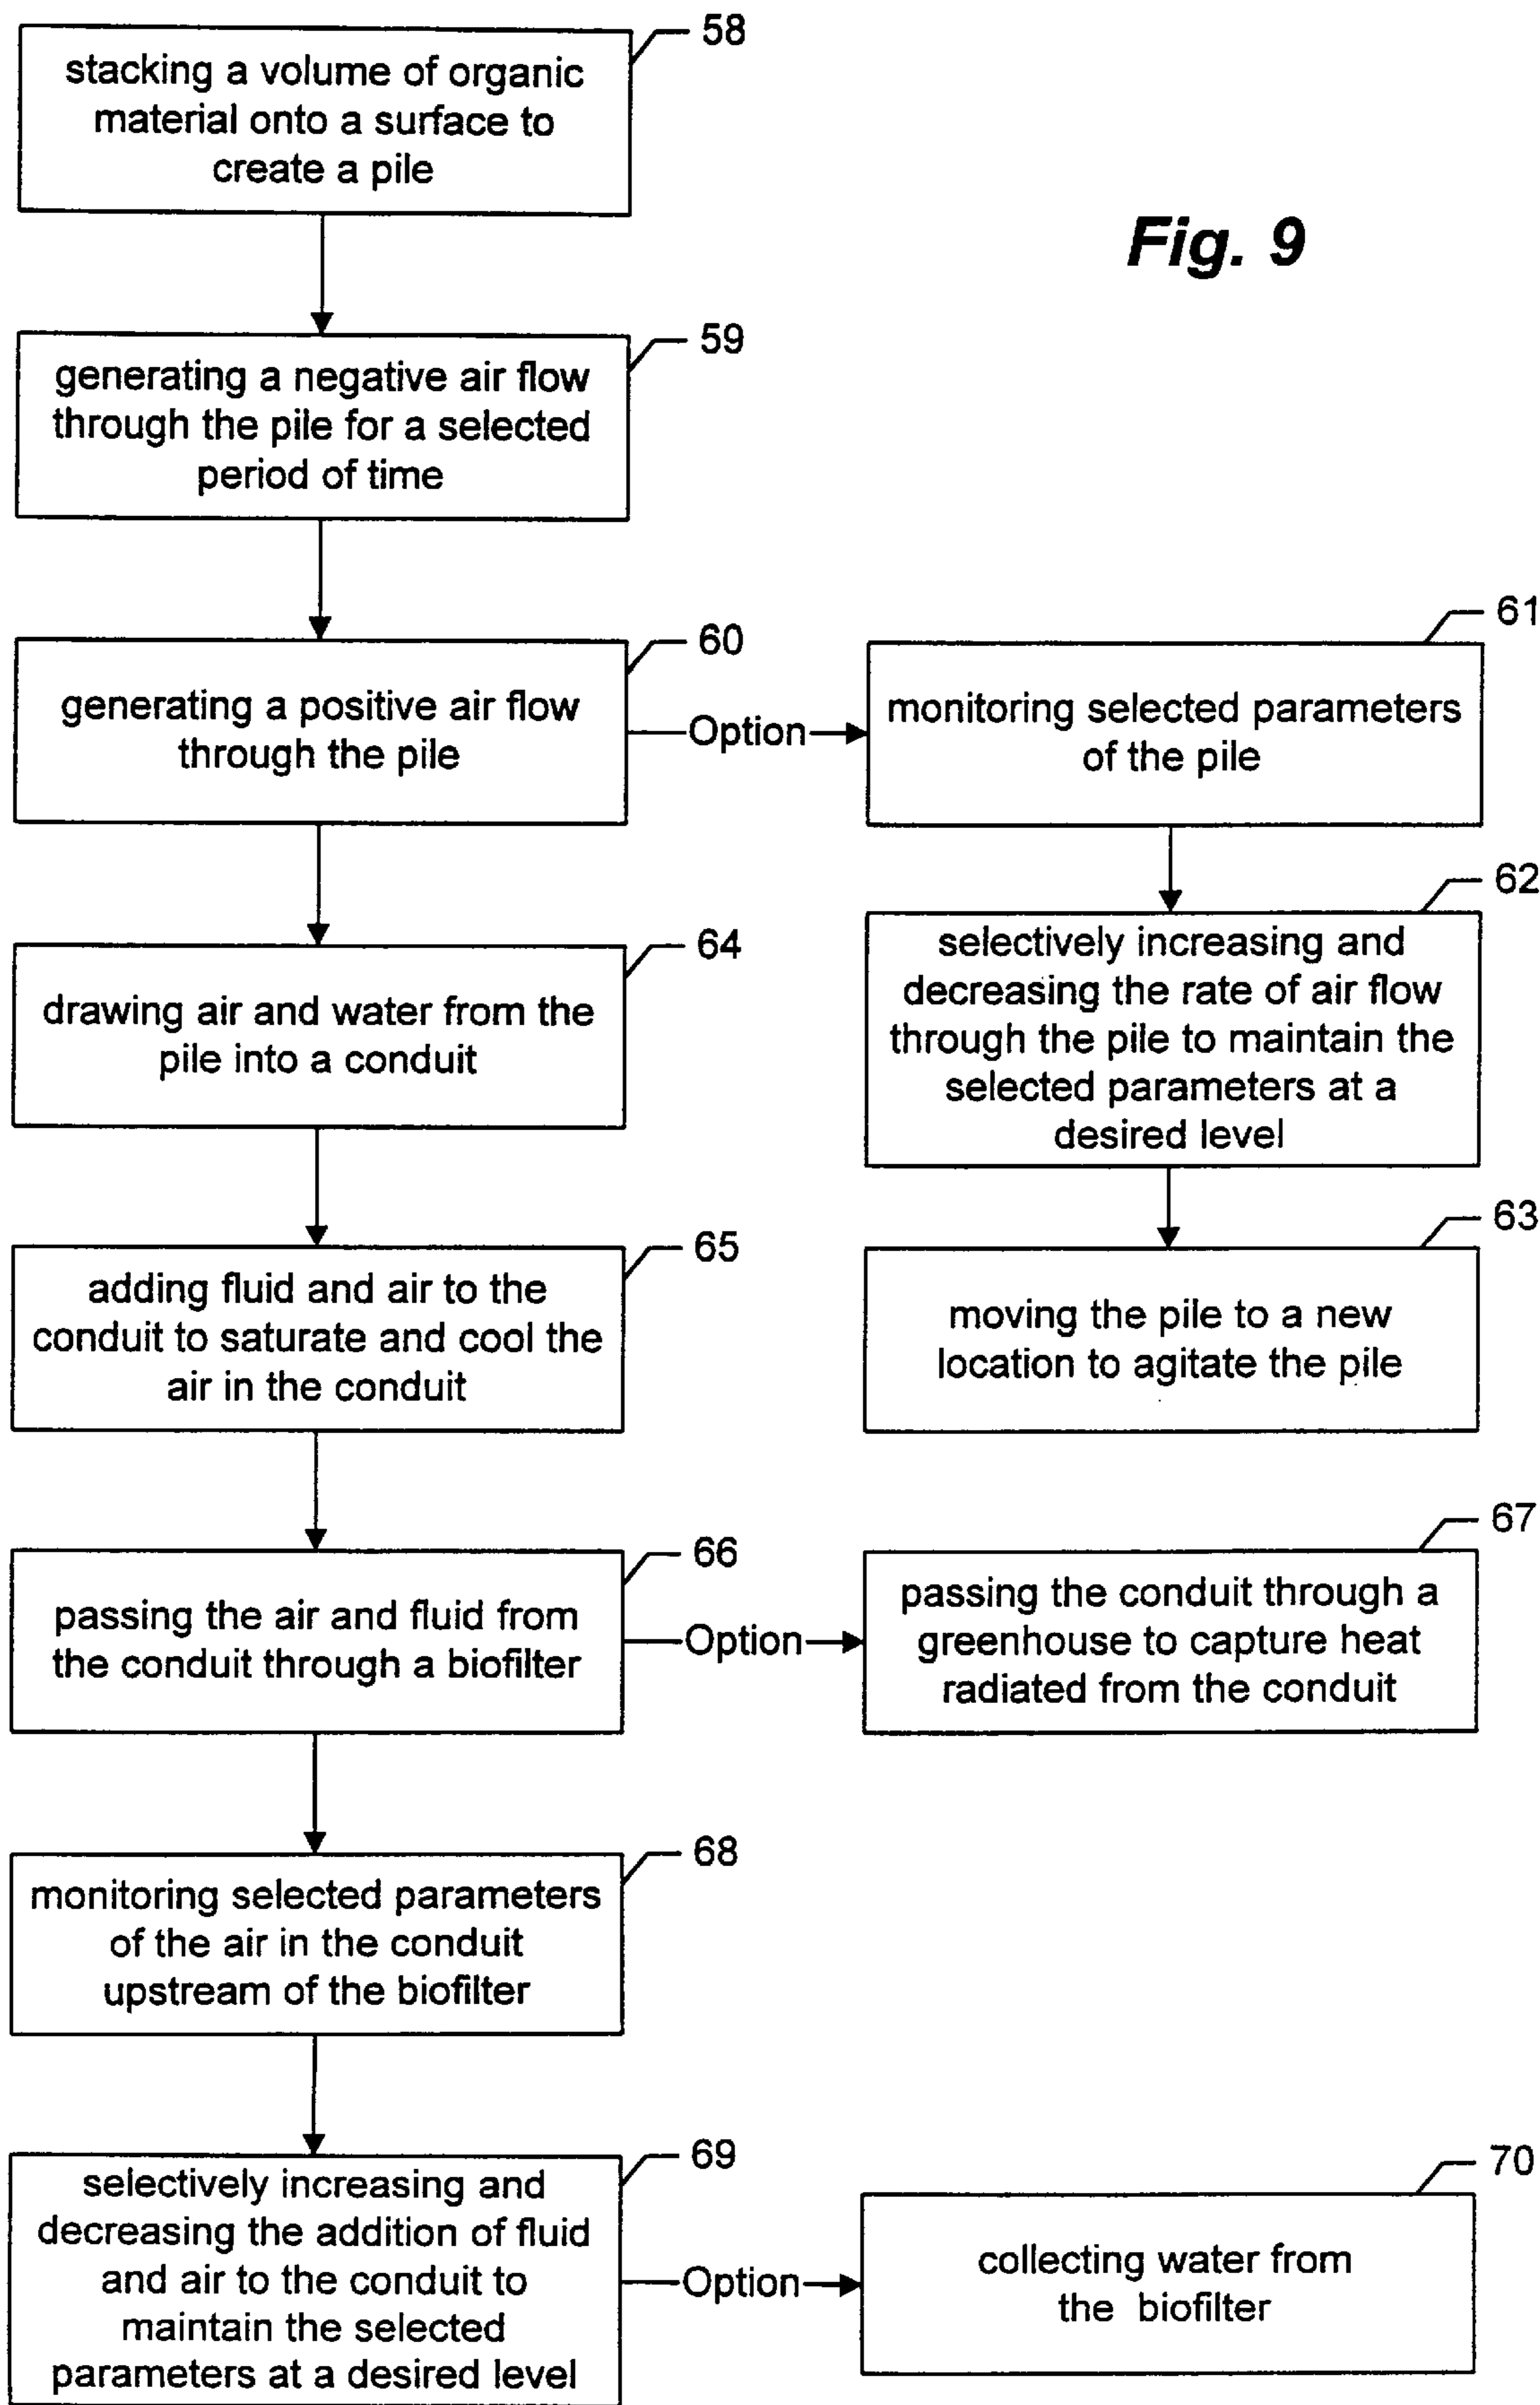 58
stacking a volume of organic
material onto a surface to
create a pile
Fig. 9
59
generating a negative air flow
through the pile for a selected
period of time
60
generating a positive air flow
through the pile
Option
61
monitoring selected parameters
of the pile
62
selectively increasing and
decreasing the rate of air flow
through the pile to maintain the
selected parameters at a
desired level
63
moving the pile to a new
location to agitate the pile
64
drawing air and water from the
pile into a conduit
65
adding fluid and air to the
conduit to saturate and cool the
air in the conduit
66
passing the air and fluid from
the conduit through a biofilter
Option
67
passing the conduit through a
greenhouse to capture heat
radiated from the conduit
68
monitoring selected parameters
of the air in the conduit
upstream of the biofilter
69
selectively increasing and
decreasing the addition of fluid
and air to the conduit to
maintain the selected
parameters at a desired level
Option
70
collecting water from
the biofilter